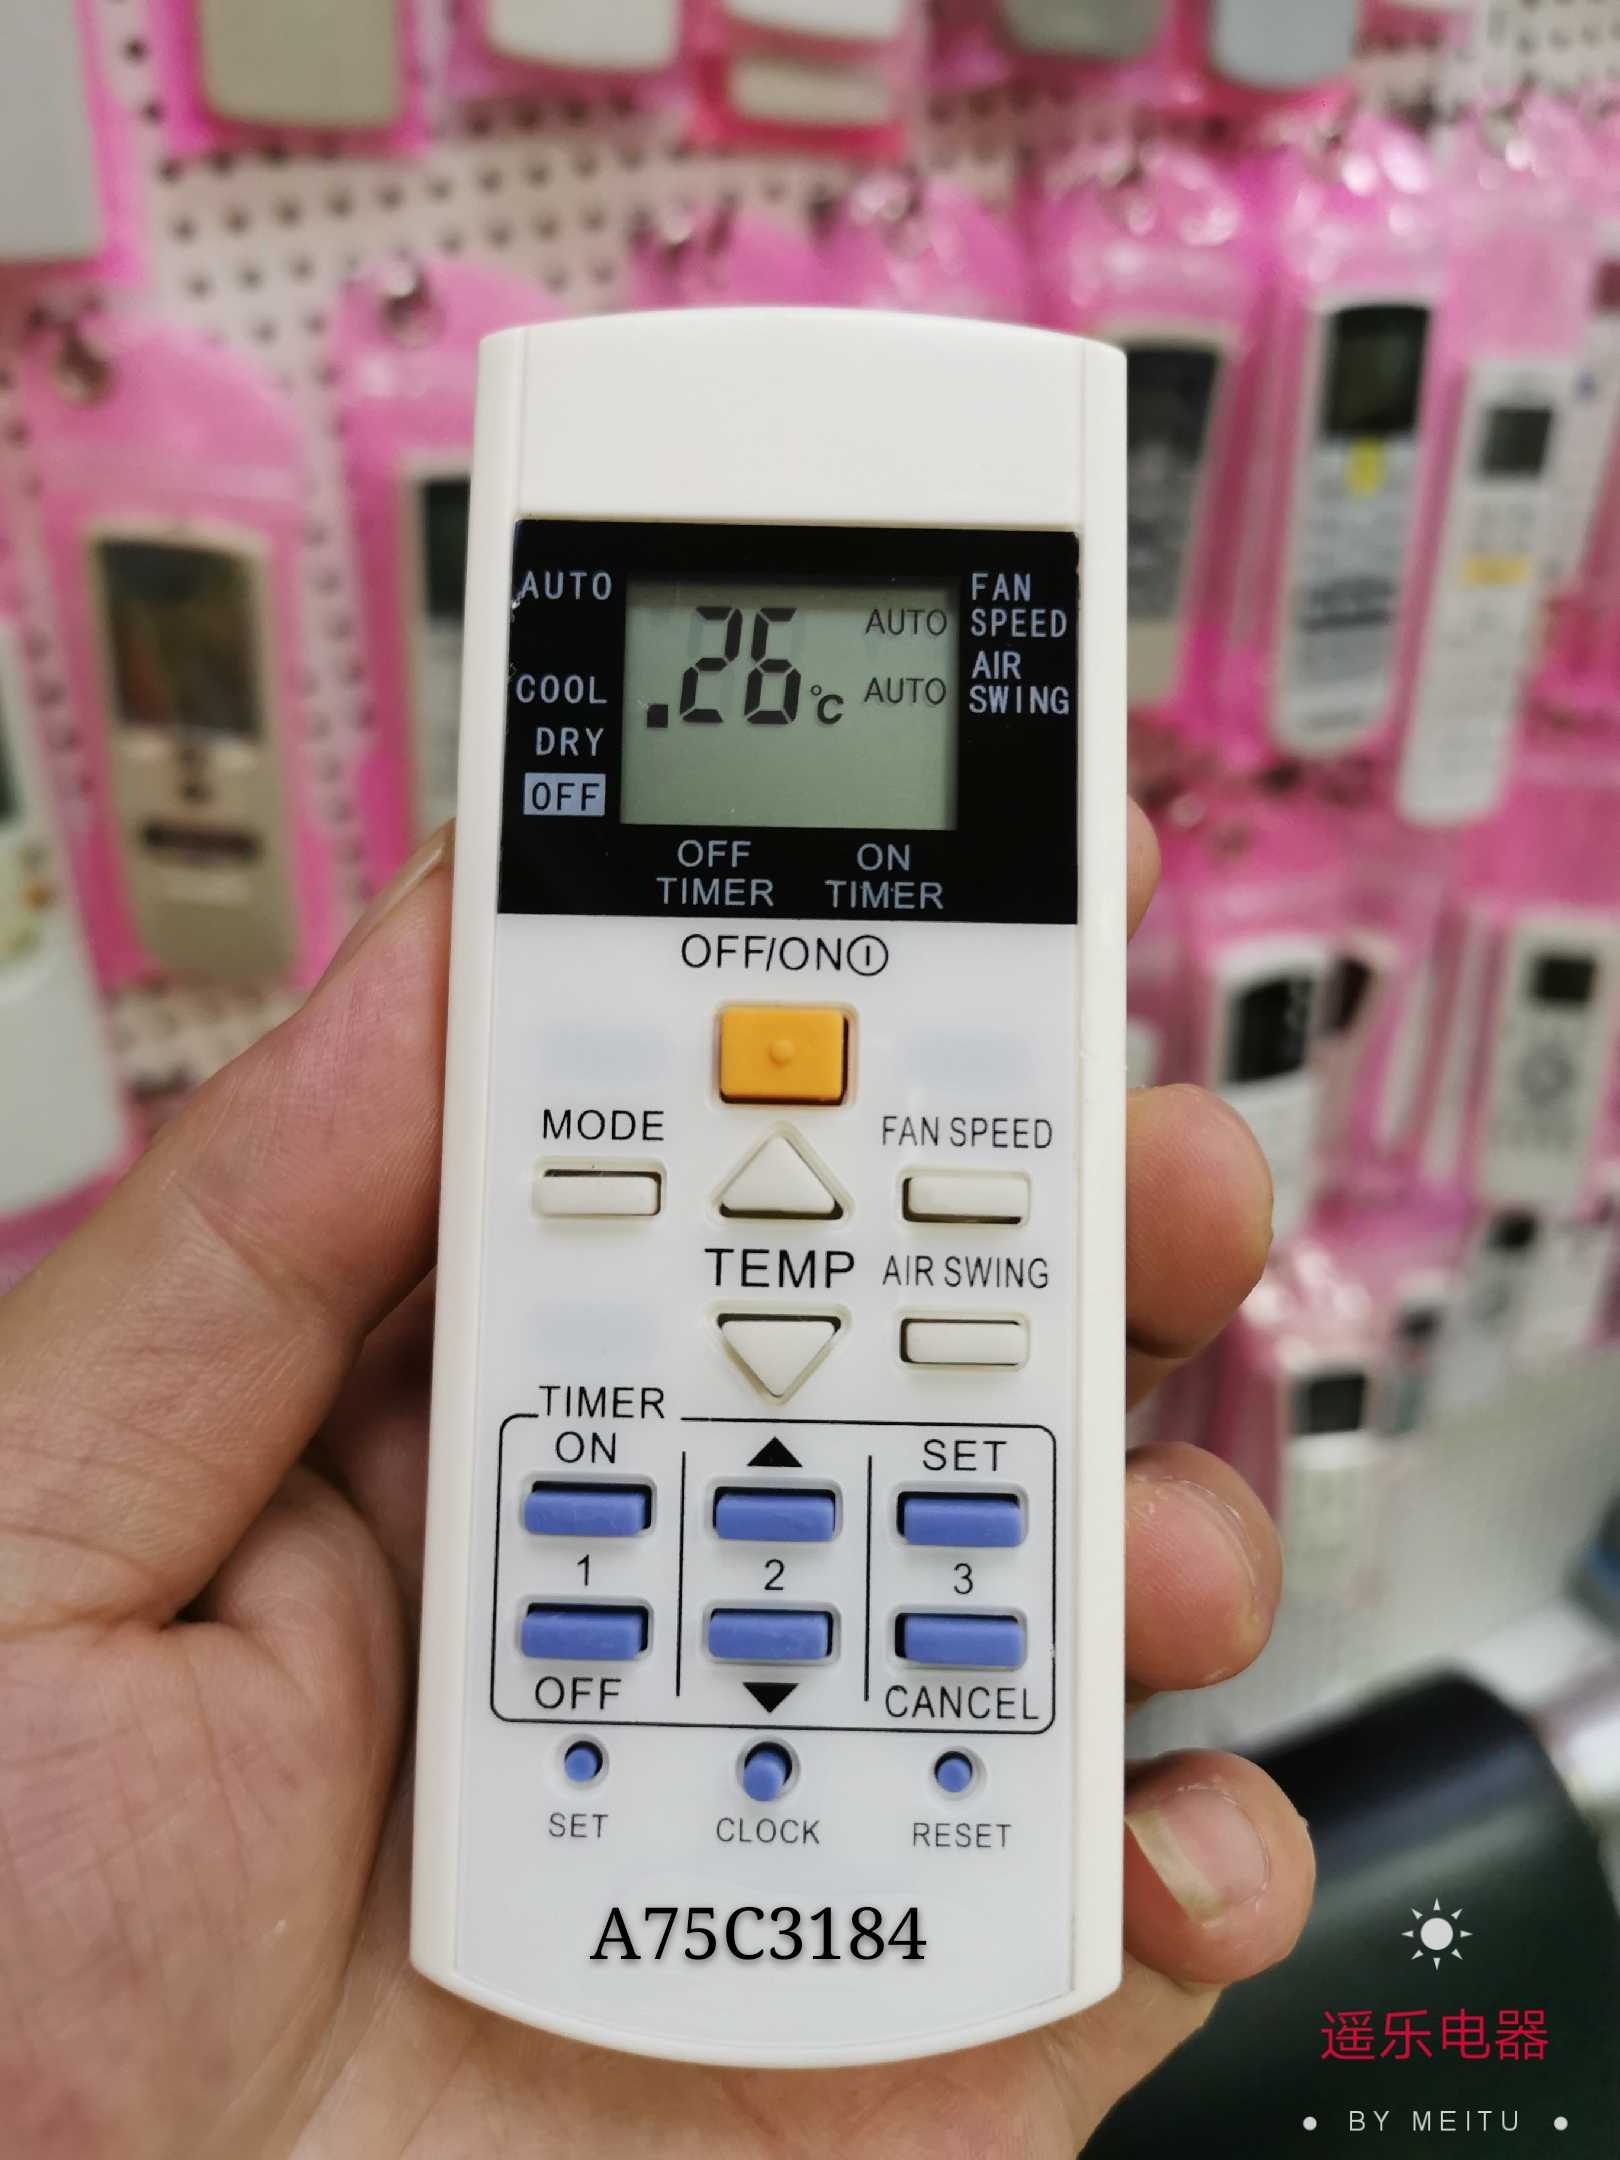 AUTO
COOL
DRY
OFF
26
°C
AUTO
AUTO
FAN
SPEED
AIR
SWING
OFF
TIMER
ON
TIMER
OFF/ON
MODE
FAN SPEED
TEMP
AIR SWING
TIMER
ON
▲
SET
1
2
3
OFF
▼
CANCEL
SET
CLOCK
RESET
A75C3184
遥乐电器
● BY MEITU ●